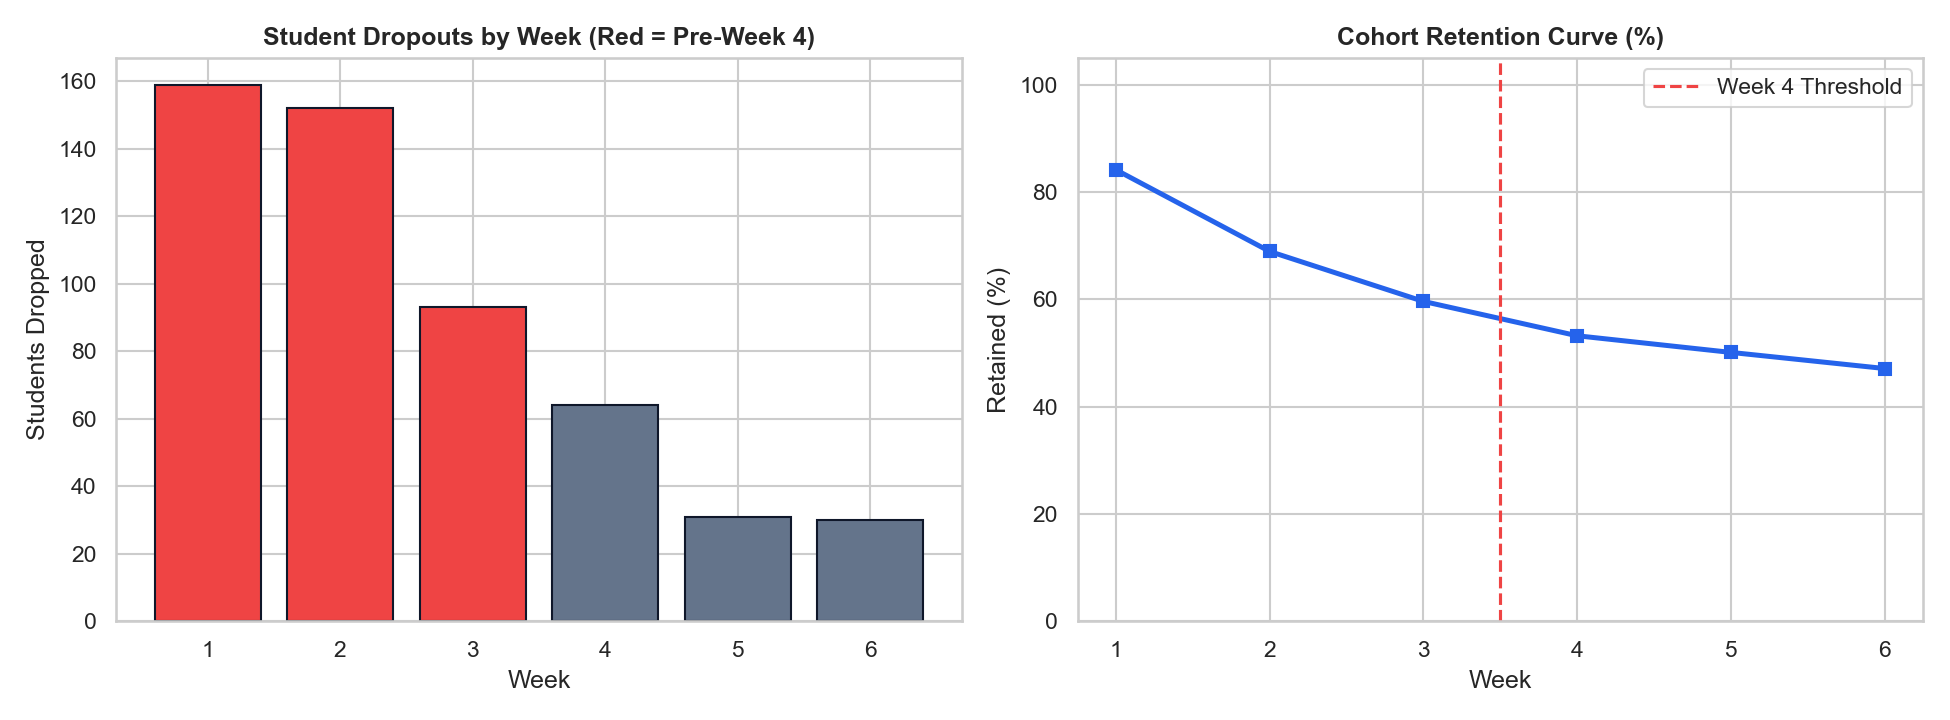 Student Dropouts by Week (Red = Pre-Week 4)
Students Dropped
160
140
120
100
80
60
40
20
0
1 2 3 4 5 6
Week
Cohort Retention Curve (%)
Week 4 Threshold
Retained (%)
100
80
60
40
20
0
1 2 3 4 5 6
Week